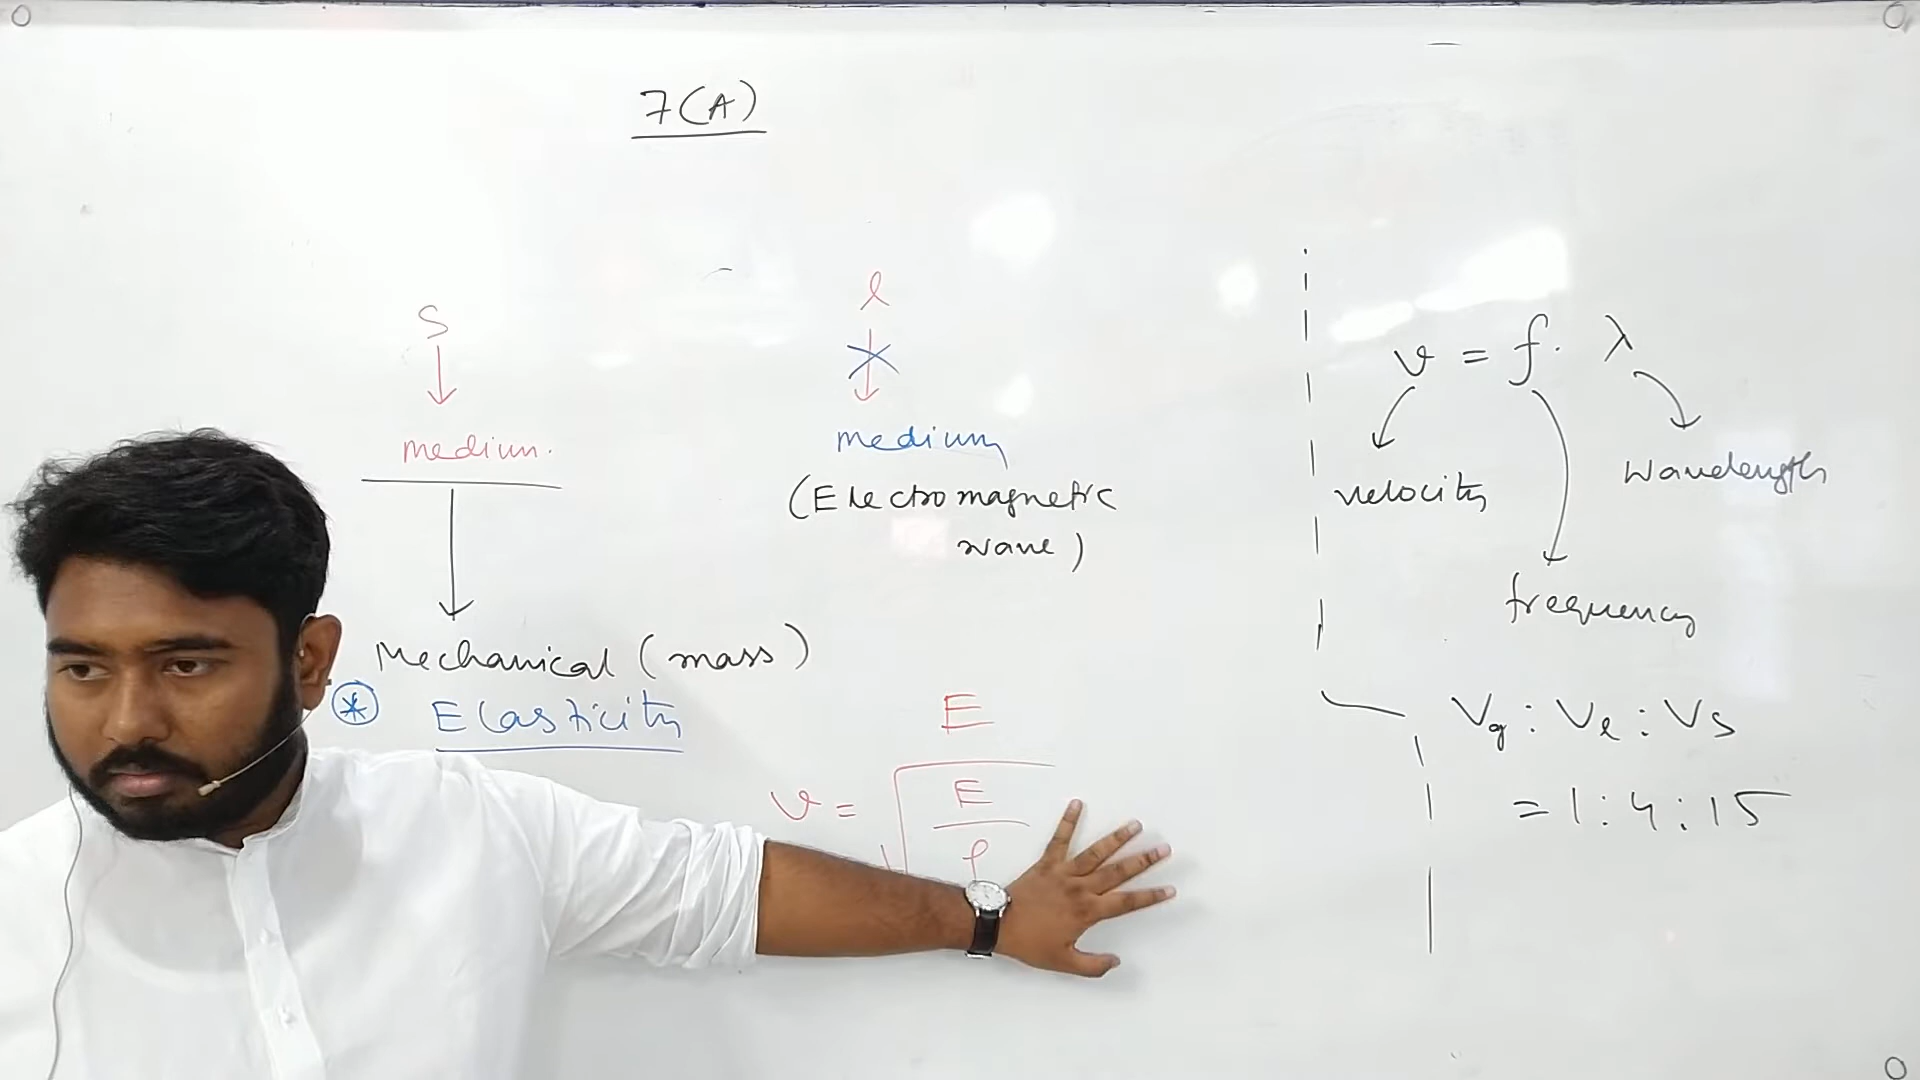 7(A)
S
medium.
Mechanical (mass)
Elasticity
l
medium
(Electromagnetic
wave)
E
v = √ E / ρ
v = f. λ
velocity
wavelength
frequency
Vg : Vl : Vs
= 1 : 4 : 15